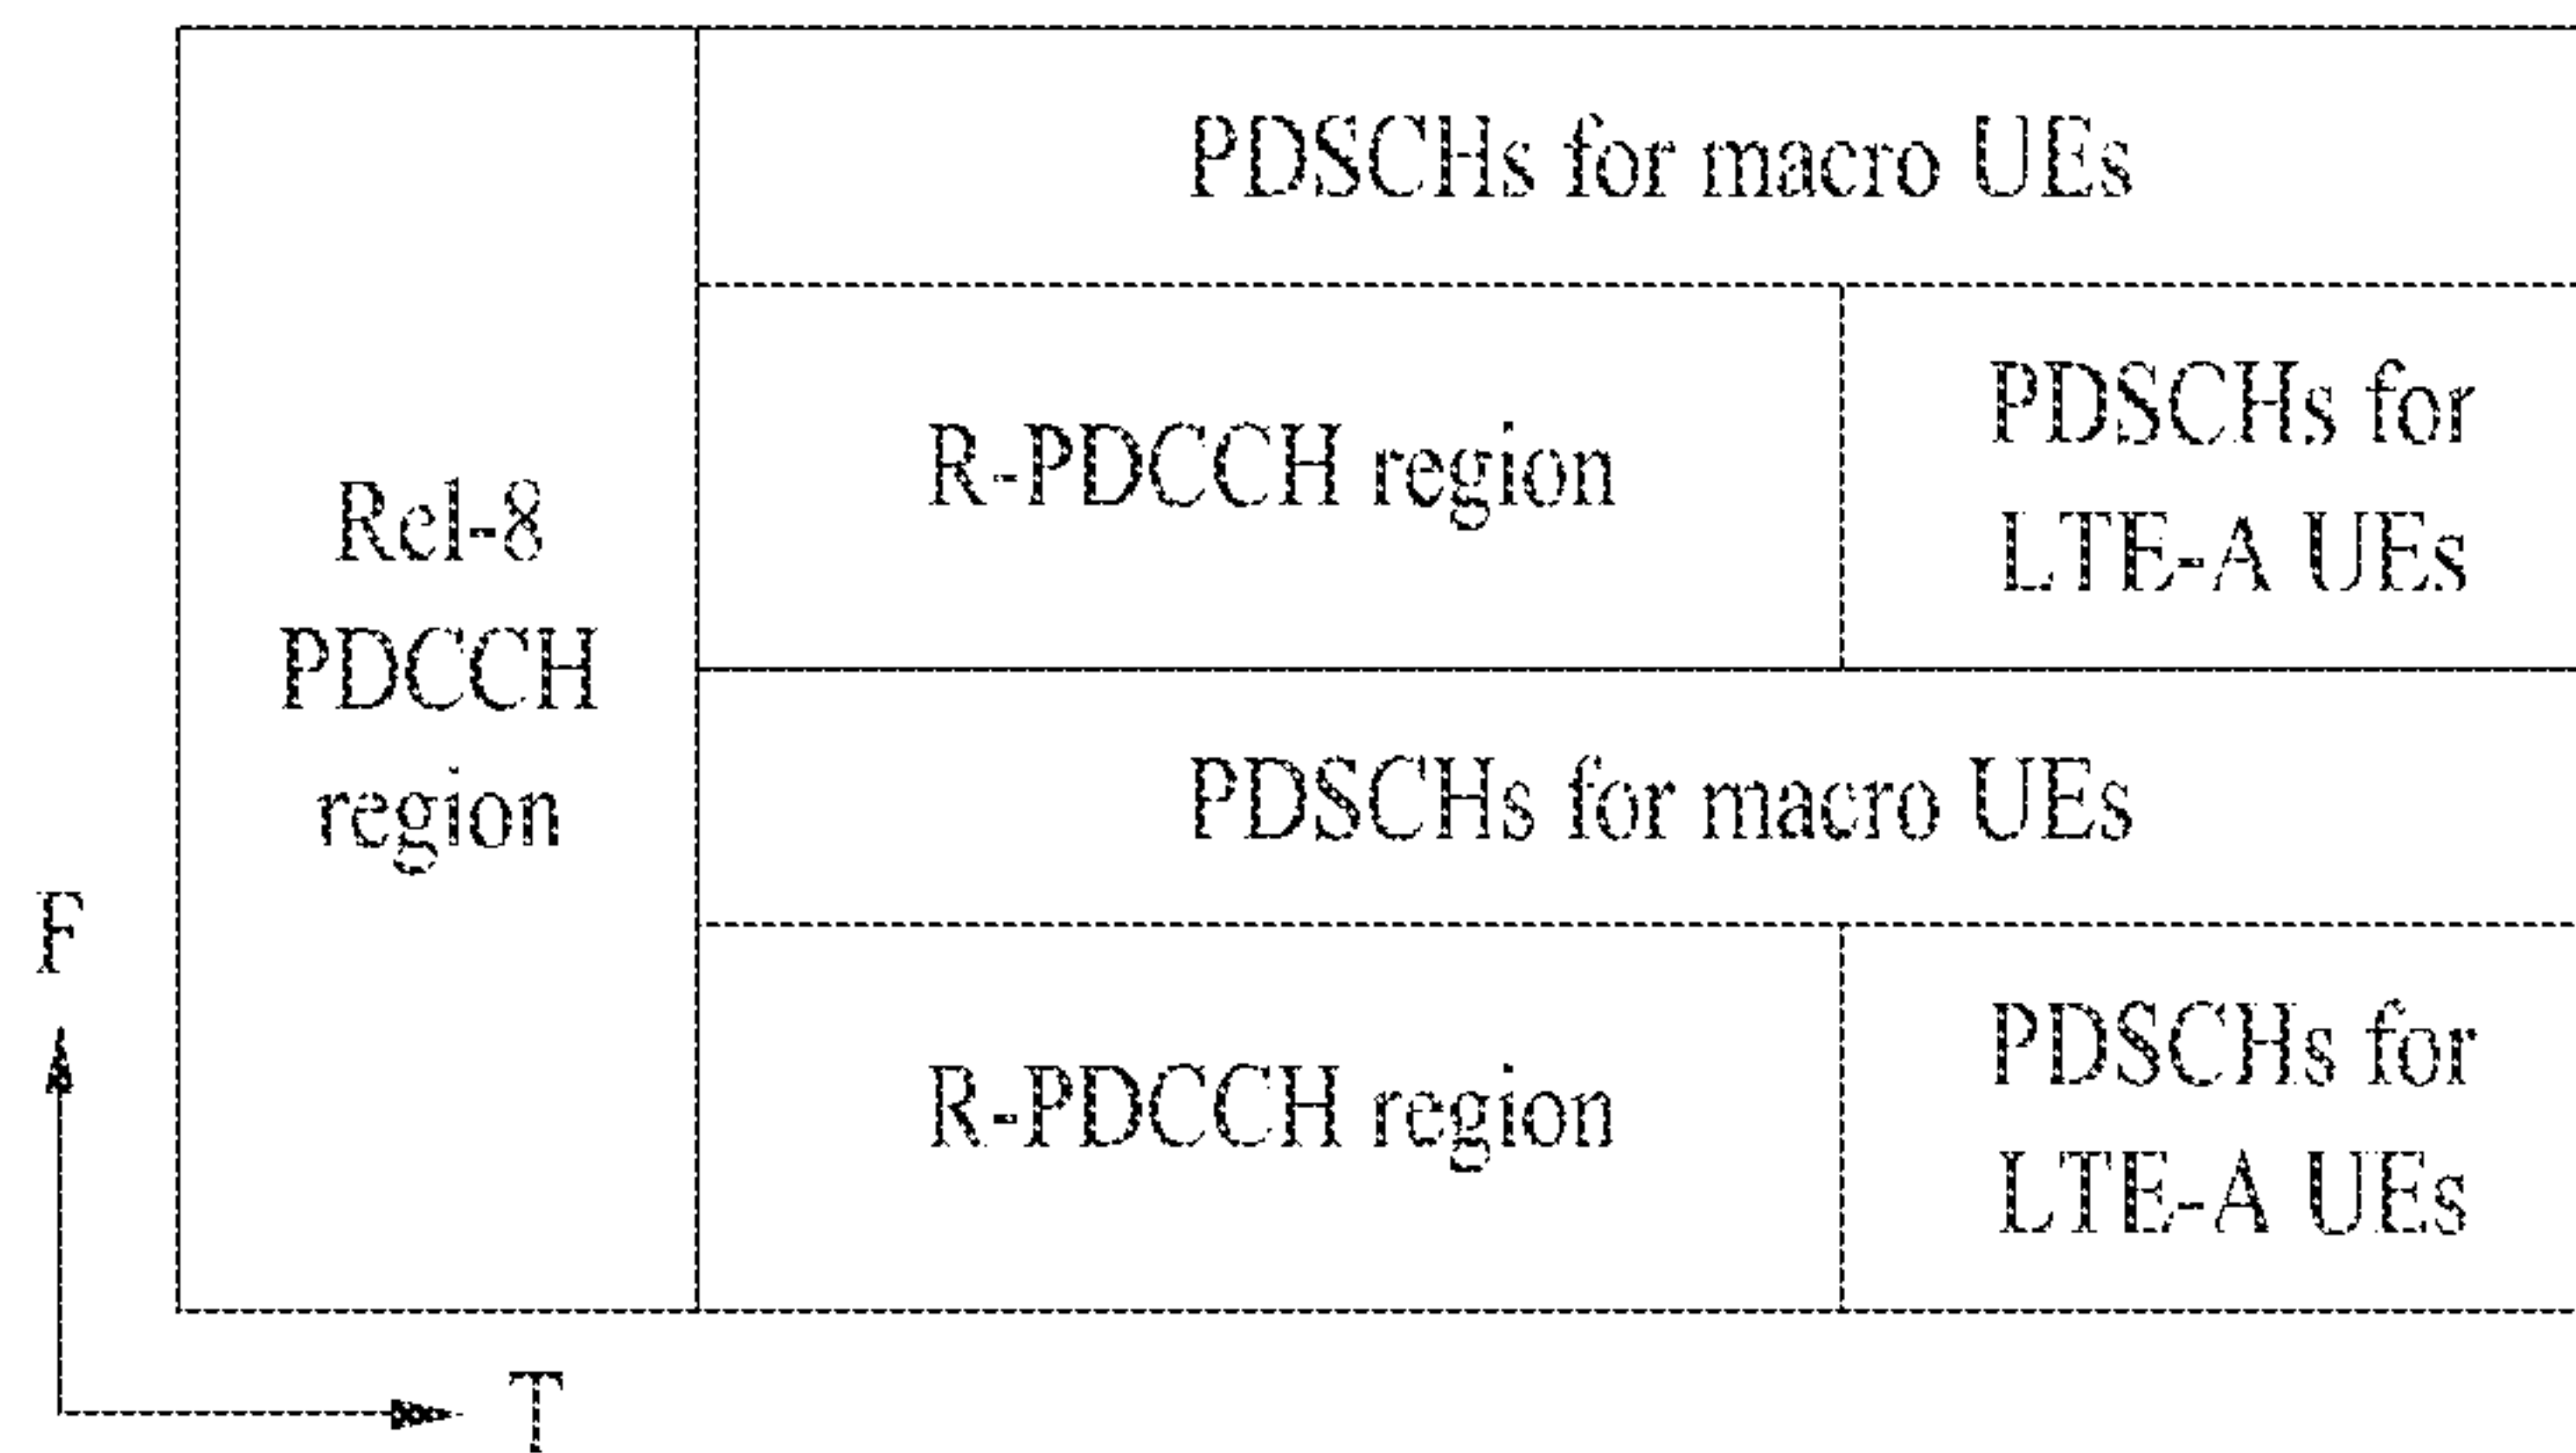 PDSCHs for macro UEs
R-PDCCH region
PDSCHs for
LTE-A UEs
Rel-8
PDCCH
region
PDSCHs for macro UEs
R-PDCCH region
PDSCHs for
LTE-A UEs
F
T